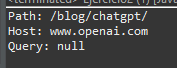 Path: /blog/chatgpt/
Host: www.openai.com
Query: null